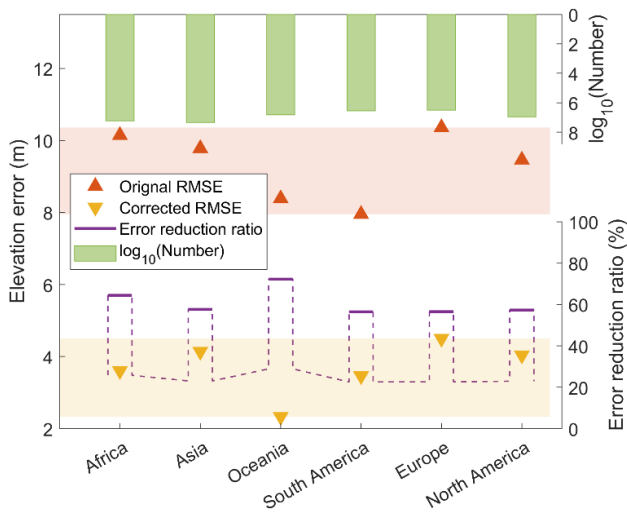 Elevation error (m)
12
10
8
6
4
2
0
2
4
6
8
log10(Number)
Orignal RMSE
Corrected RMSE
Error reduction ratio
log10(Number)
100
80
60
40
20
0
Error reduction ratio (%)
Africa
Asia
Oceania
South America
Europe
North America